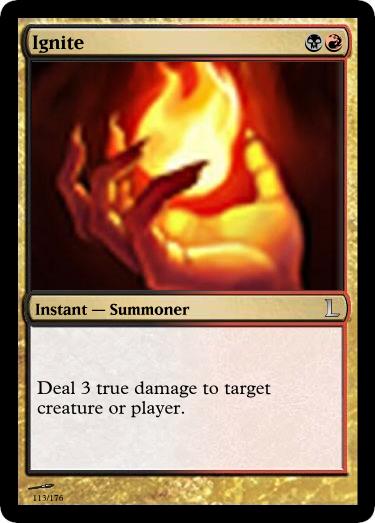 Ignite
Instant — Summoner
L
Deal 3 true damage to target
creature or player.
113/176